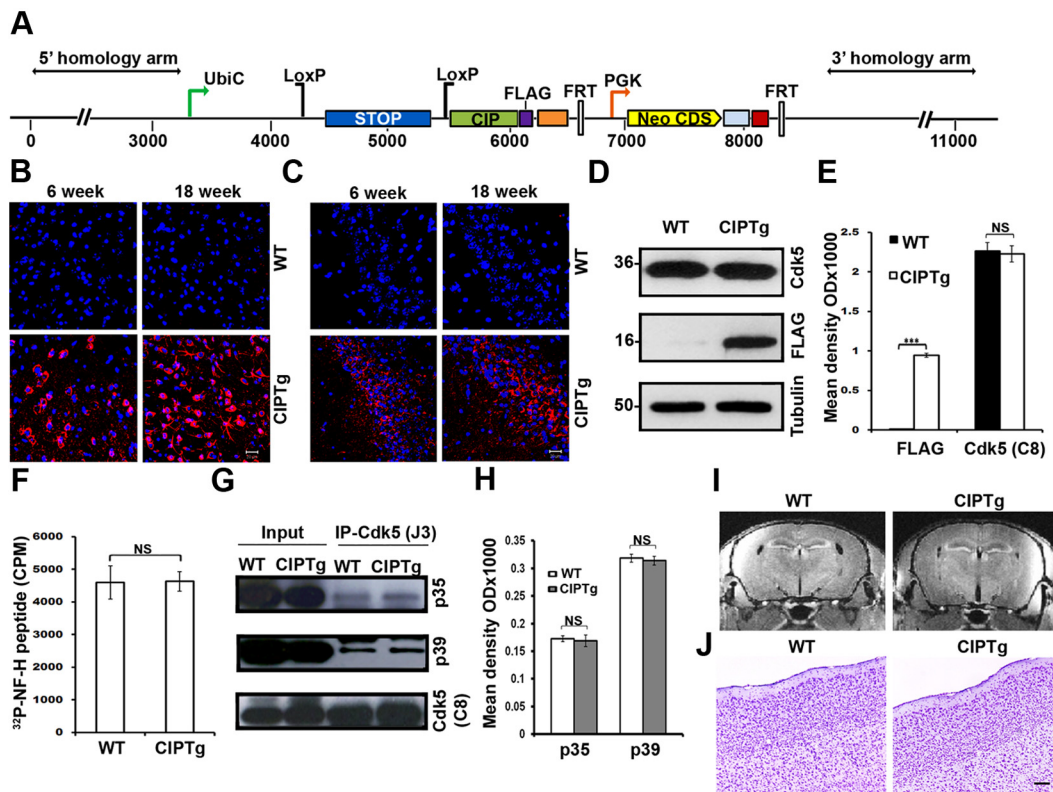 A
5' homology arm
3' homology arm
UbiC
LoxP
LoxP
FLAG
FRT
PGK
FRT
STOP
CIP
Neo CDS
0
3000
4000
5000
6000
7000
8000
11000
B
6 week
18 week
WT
CIPTg
C
6 week
18 week
WT
CIPTg
D
WT
CIPTg
36
Cdk5
16
FLAG
50
Tubulin
E
Mean density ODx1000
2.5
2
1.5
1
0.5
0
WT
CIPTg
NS
***
FLAG
Cdk5 (C8)
F
32P-NF-H peptide (CPM)
6000
5000
4000
3000
2000
1000
0
NS
WT
CIPTg
G
Input
IP-Cdk5 (J3)
WT
CIPTg
WT
CIPTg
p35
p39
Cdk5
(C8)
H
Mean density ODx1000
0.35
0.3
0.25
0.2
0.15
0.1
0.05
0
WT
CIPTg
NS
NS
p35
p39
I
WT
CIPTg
J
WT
CIPTg